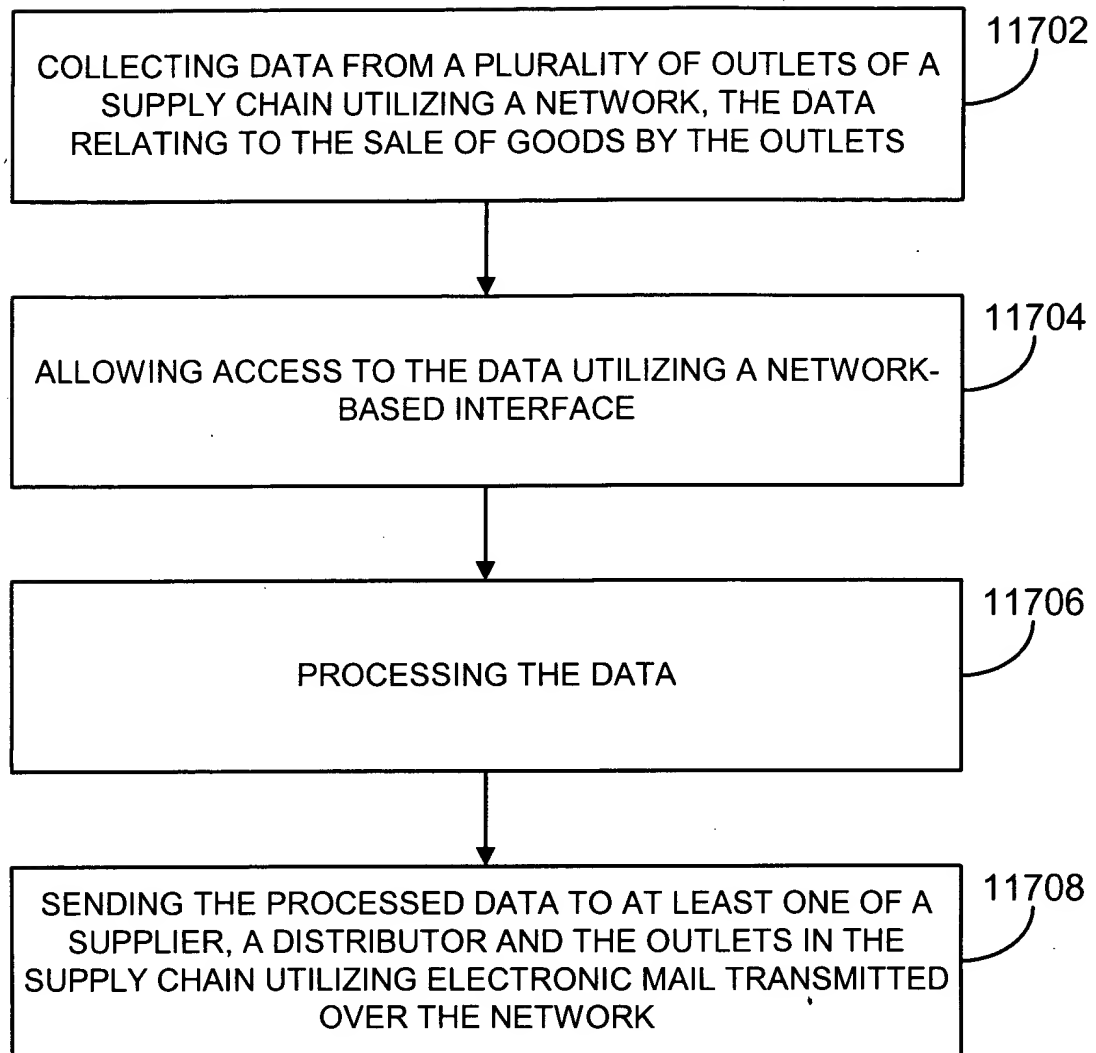 11702
COLLECTING DATA FROM A PLURALITY OF OUTLETS OF A
SUPPLY CHAIN UTILIZING A NETWORK, THE DATA
RELATING TO THE SALE OF GOODS BY THE OUTLETS
11704
ALLOWING ACCESS TO THE DATA UTILIZING A NETWORK-
BASED INTERFACE
11706
PROCESSING THE DATA
11708
SENDING THE PROCESSED DATA TO AT LEAST ONE OF A
SUPPLIER, A DISTRIBUTOR AND THE OUTLETS IN THE
SUPPLY CHAIN UTILIZING ELECTRONIC MAIL TRANSMITTED
OVER THE NETWORK